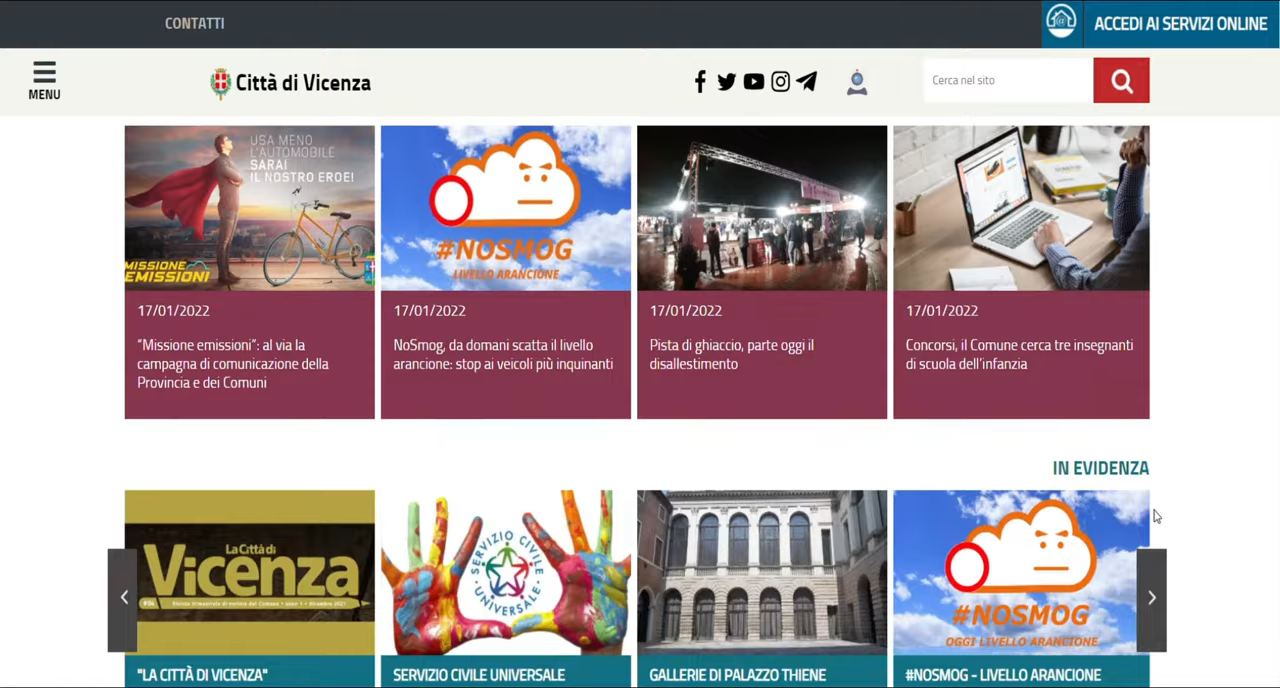 CONTATTI
ACCEDI AI SERVIZI ONLINE
MENU
Città di Vicenza
Cerca nel sito
USA MENO
L'AUTOMOBILE
SARAI
IL NOSTRO EROE!
MISSIONE
EMISSIONI
#NOSMOG
LIVELLO ARANCIONE
17/01/2022
"Missione emissioni": al via la
campagna di comunicazione della
Provincia e dei Comuni
17/01/2022
NoSmog, da domani scatta il livello
arancione: stop ai veicoli più inquinanti
17/01/2022
Pista di ghiaccio, parte oggi il
disallestimento
17/01/2022
Concorsi, il Comune cerca tre insegnanti
di scuola dell'infanzia
IN EVIDENZA
La Città di
Vicenza
SERVIZIO CIVILE
UNIVERSALE
#NOSMOG
OGGI LIVELLO ARANCIONE
"LA CITTÀ DI VICENZA"
SERVIZIO CIVILE UNIVERSALE
GALLERIE DI PALAZZO THIENE
#NOSMOG - LIVELLO ARANCIONE